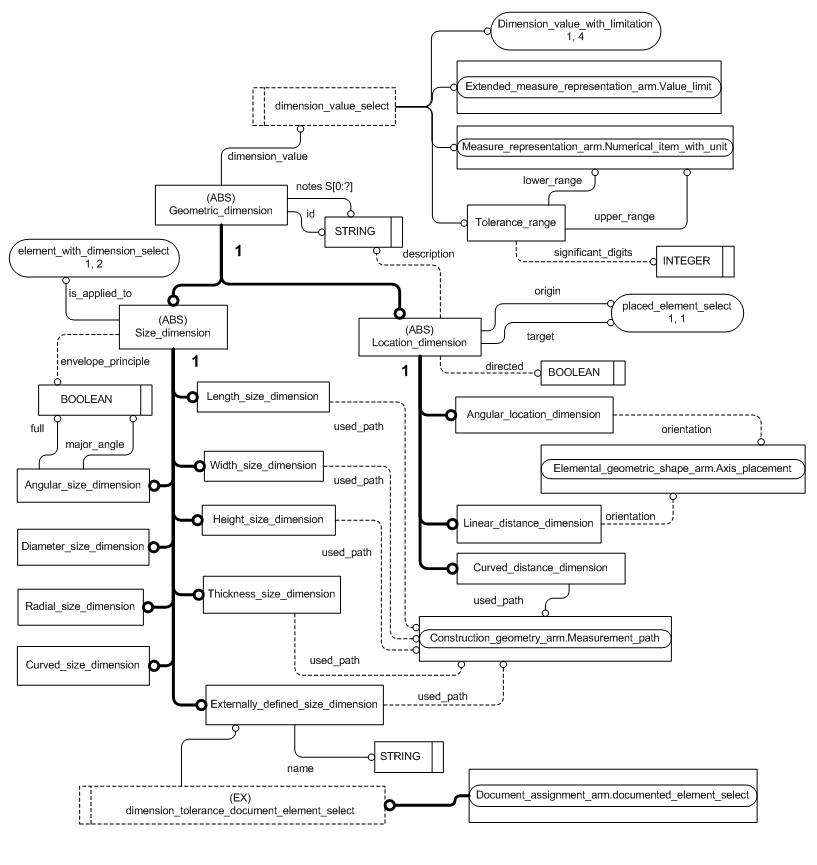 Dimension_value_with_limitation
1, 4
Extended_measure_representation_arm.Value_limit
dimension_value_select
Measure_representation_arm.Numerical_item_with_unit
dimension_value
lower_range
notes S[0:?]
(ABS)
Geometric_dimension
id
upper_range
Tolerance_range
STRING
1
element_with_dimension_select
1, 2
description
significant_digits
INTEGER
is_applied_to
origin
placed_element_select
1, 1
(ABS)
Size_dimension
(ABS)
Location_dimension
target
envelope_principle
1
1
directed
BOOLEAN
BOOLEAN
Length_size_dimension
full
major_angle
used_path
Angular_location_dimension
orientation
Width_size_dimension
used_path
Elemental_geometric_shape_arm.Axis_placement
Angular_size_dimension
Height_size_dimension
used_path
Linear_distance_dimension
orientation
Diameter_size_dimension
Curved_distance_dimension
Thickness_size_dimension
used_path
Radial_size_dimension
Construction_geometry_arm.Measurement_path
Curved_size_dimension
used_path
used_path
Externally_defined_size_dimension
name
STRING
(EX)
dimension_tolerance_document_element_select
Document_assignment_arm.documented_element_select